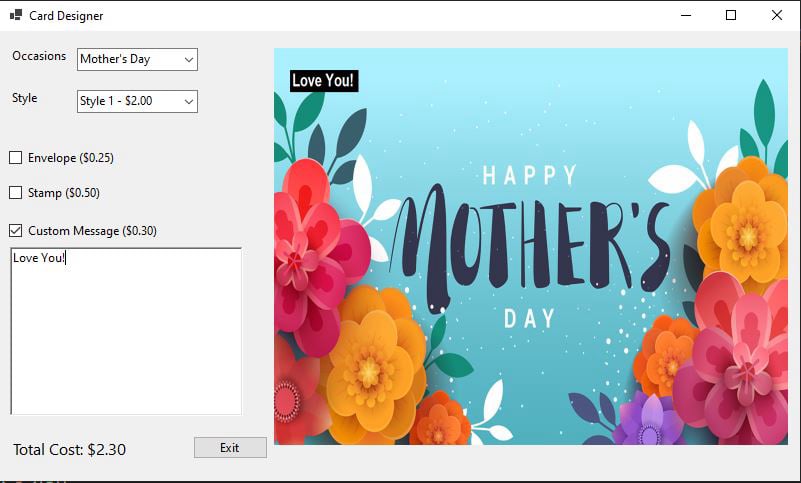 Card Designer
Occasions
Mother's Day
Style
Style 1 - $2.00
Envelope ($0.25)
Stamp ($0.50)
Custom Message ($0.30)
Love You!
Total Cost: $2.30
Exit
Love You!
HAPPY
MOTHER'S
DAY